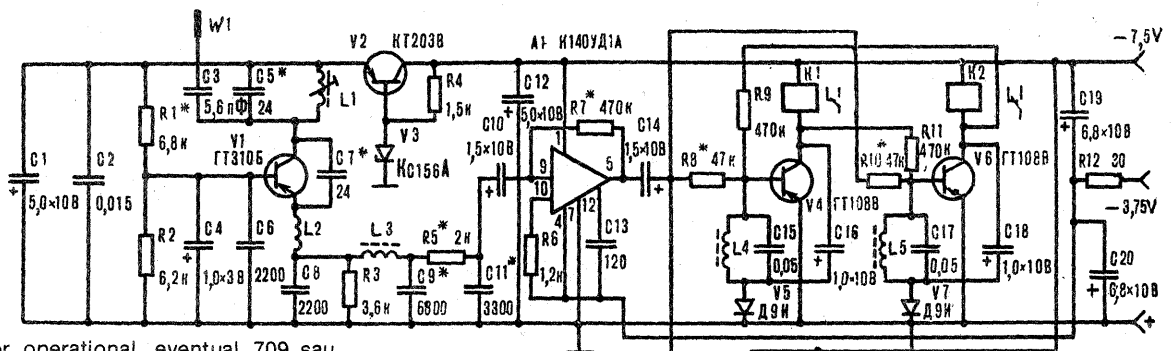 W1
V2 КТ203В А1 К140УД1А
−7,5V
C3
5,6пФ
C5*
24
L1
R4
1,5к
C12
5,0×10В
R7* 470к
C14
1,5×10В
K1
K2
R9
470к
C19
6,8×10В
R1*
6,8к
V1
ГТ310Б
C7*
24
V3
КС156А
C10
1,5×10В
1
9
10
5
4
7
12
R8* 47к
R11
470к
R10* 47к
V6
ГТ108В
R12 20
−3,75V
C1
5,0×10В
C2
0,015
V4
ГТ108В
R2
6,2к
C4
1,0×3В
C6
2200
L2
C8
2200
L3
R3
3,6к
R5* 2к
C9*
6800
C11*
3300
R6
1,2к
C13
120
L4
C15
0,05
C16
1,0×10В
V5
Д9И
L5
C17
0,05
C18
1,0×10В
V7
Д9И
C20
6,8×10В
+
operational, eventual 709 sau